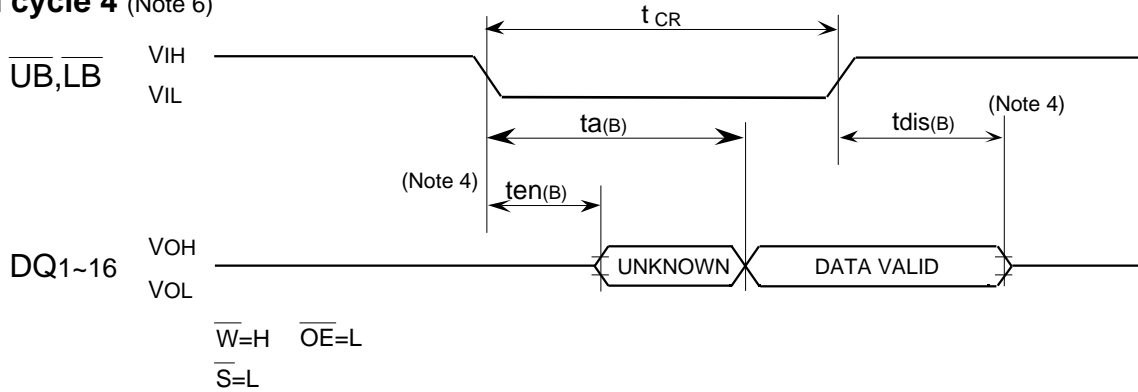 cycle 4 (Note 6)
t CR
UB,LB
VIH
VIL
ta(B)
tdis(B)
(Note 4)
(Note 4)
ten(B)
DQ1~16
VOH
VOL
UNKNOWN
DATA VALID
W=H OE=L
S=L